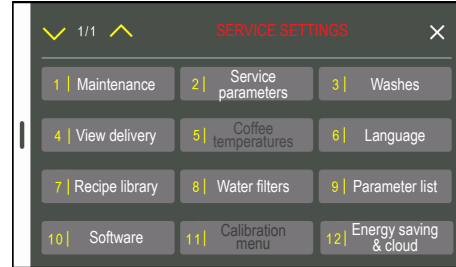 1/1 SERVICE SETTINGS
1 | Maintenance
2| Service
parameters
3| Washes
4 | View delivery
5| Coffee
temperatures
6| Language
7 | Recipe library
8| Water filters
9| Parameter list
10| Software
11| Calibration
menu
12| Energy saving
& cloud